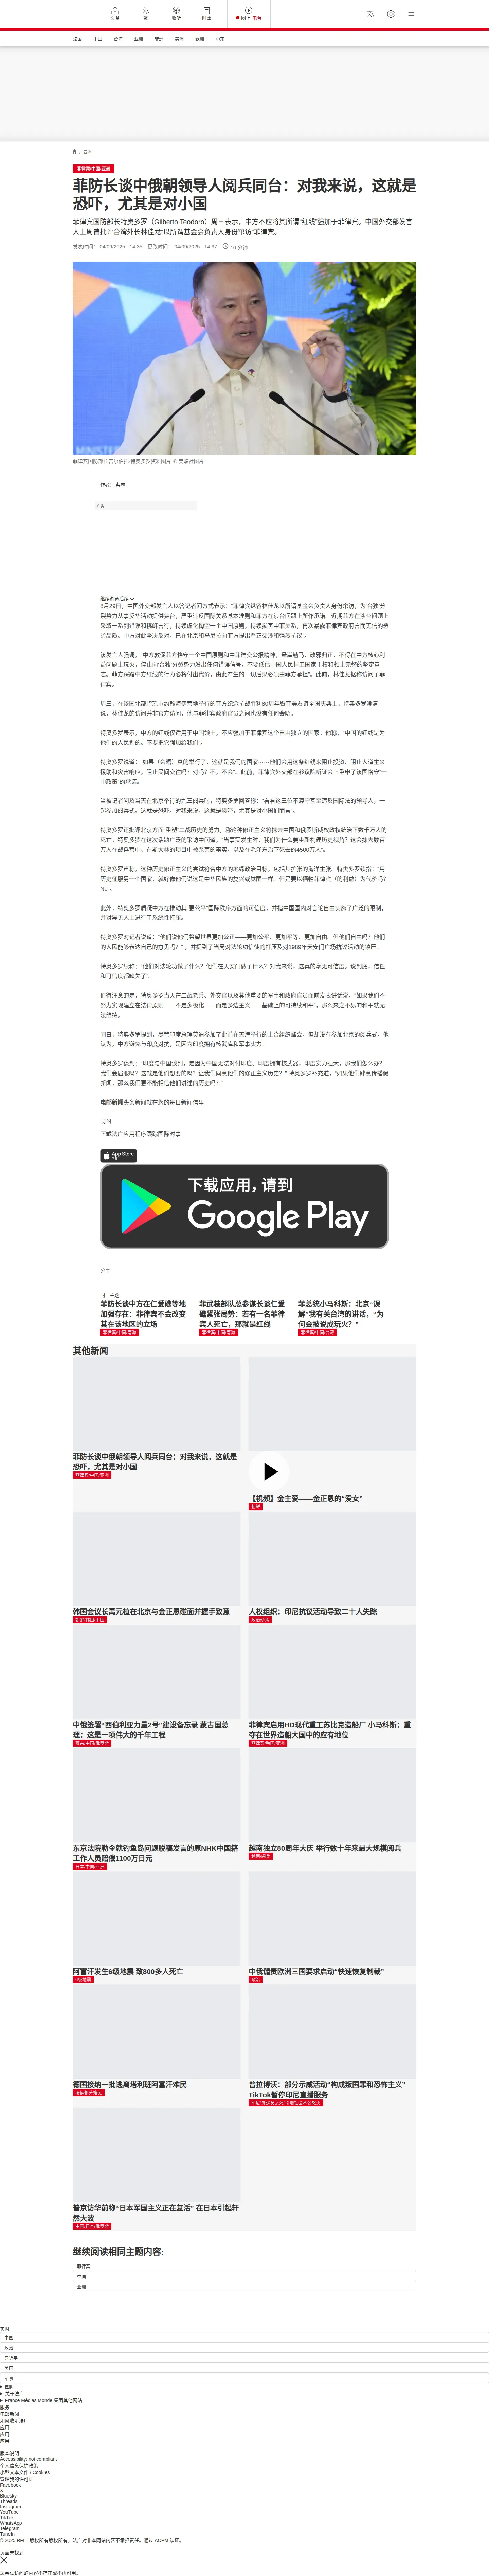 头条
繁
收听
时事
网上 电台
法国
中国
台海
亚洲
非洲
美洲
欧洲
中东
/ 亚洲
菲律宾/中国/亚洲
菲防长谈中俄朝领导人阅兵同台：对我来说，这就是恐吓，尤其是对小国
菲律宾国防部长特奥多罗（Gilberto Teodoro）周三表示，中方不应将其所谓“红线”强加于菲律宾。中国外交部发言人上周曾批评台湾外长林佳龙“以所谓基金会负责人身份窜访”菲律宾。
发表时间： 04/09/2025 - 14:35 更改时间： 04/09/2025 - 14:37 10 分钟
菲律宾国防部长吉尔伯托·特奥多罗资料图片 © 美联社图片
作者： 弗林
广告
继续浏览后续
8月29日，中国外交部发言人以答记者问方式表示：“菲律宾纵容林佳龙以所谓基金会负责人身份窜访，为‘台独’分裂势力从事反华活动提供舞台，严重违反国际关系基本准则和菲方在涉台问题上所作承诺。近期菲方在涉台问题上采取一系列错误和挑衅言行，持续虚化掏空一个中国原则，持续损害中菲关系，再次暴露菲律宾政府言而无信的恶劣品质。中方对此坚决反对，已在北京和马尼拉向菲方提出严正交涉和强烈抗议”。
该发言人强调，“中方敦促菲方恪守一个中国原则和中菲建交公报精神，悬崖勒马、改邪归正，不得在中方核心利益问题上玩火，停止向‘台独’分裂势力发出任何错误信号，不要低估中国人民捍卫国家主权和领土完整的坚定意志。菲方踩踏中方红线的行为必将付出代价，由此产生的一切后果必须由菲方承担”。此前，林佳龙据称访问了菲律宾。
周三，在该国北部碧瑶市约翰海伊营地举行的菲方纪念抗战胜利80周年暨菲美友谊全国庆典上，特奥多罗澄清说，林佳龙的访问并非官方访问，他与菲律宾政府官员之间也没有任何会晤。
特奥多罗表示，中方的红线仅适用于中国领土，不应强加于菲律宾这个自由独立的国家。他称，“中国的红线是为他们的人民划的。不要把它强加给我们”。
特奥多罗说道：“如果（会晤）真的举行了，这就是我们的国家……他们会用这条红线来阻止投资，阻止人道主义援助和灾害响应，阻止民间交往吗？对吗？不，不会”。此前，菲律宾外交部在参议院听证会上重申了该国恪守“一中政策”的承诺。
当被记者问及当天在北京举行的九三阅兵时，特奥多罗回答称：“看看这三位不遵守甚至违反国际法的领导人，一起参加阅兵式。这就是恐吓。对我来说，这就是恐吓，尤其是对小国们而言”。
特奥多罗还批评北京方面“重塑”二战历史的努力，称这种修正主义将抹去中国和俄罗斯威权政权统治下数千万人的死亡。特奥多罗在这次话题广泛的采访中问道，“当事实发生时，我们为什么要重新构建历史视角？这会抹去数百万人在战俘营中、在斯大林的项目中被杀害的事实，以及在毛泽东治下死去的4500万人”。
特奥多罗声称，这种历史修正主义的尝试符合中方的地缘政治目标，包括其扩张的海洋主张。特奥多罗续指：“用历史征服另一个国家，就好像他们说这是中华民族的复兴或觉醒一样。但是要以牺牲菲律宾（的利益）为代价吗？No”。
此外，特奥多罗质疑中方在推动其“更公平”国际秩序方面的可信度，并指中国国内对言论自由实施了广泛的限制，并对异见人士进行了系统性打压。
特奥多罗对记者说道：“他们说他们希望世界更加公正——更加公平、更加平等、更加自由。但他们自由吗？他们的人民能够表达自己的意见吗？”，并提到了当局对法轮功信徒的打压及对1989年天安门广场抗议活动的镇压。
特奥多罗续称：“他们对法轮功做了什么？他们在天安门做了什么？对我来说，这真的毫无可信度。说到底，信任和可信度都缺失了”。
值得注意的是，特奥多罗当天在二战老兵、外交官以及其他重要的军事和政府官员面前发表讲话说，“如果我们不努力实现建立在法律原则——不是多极化——而是多边主义——基础上的可持续和平”，那么来之不易的和平就无法维持。
同日，特奥多罗提到，尽管印度总理莫迪参加了此前在天津举行的上合组织峰会，但却没有参加北京的阅兵式。他认为，中方避免与印度对抗，是因为印度拥有核武库和军事实力。
特奥多罗谈到：“印度与中国谈判，是因为中国无法对付印度。印度拥有核武器，印度实力强大，那我们怎么办？我们会屈服吗？这就是他们想要的吗？让我们同意他们的修正主义历史？”特奥多罗补充道，“如果他们肆意传播假新闻，那么我们更不能相信他们讲述的历史吗？”
电邮新闻头条新闻就在您的每日新闻信里
订阅
下载法广应用程序跟踪国际时事
App Store
下载
下载应用，请到
Google Play
分享：
同一主题
菲防长谈中方在仁爱礁等地加强存在：菲律宾不会改变其在该地区的立场
菲律宾/中国/南海
菲武装部队总参谋长谈仁爱礁紧张局势：若有一名菲律宾人死亡，那就是红线
菲律宾/中国/南海
菲总统小马科斯：北京“误解”我有关台湾的讲话，“为何会被说成玩火？”
菲律宾/中国/台湾
其他新闻
菲防长谈中俄朝领导人阅兵同台：对我来说，这就是恐吓，尤其是对小国
菲律宾/中国/亚洲
【视频】金主爱——金正恩的“爱女”
朝鲜
韩国会议长禹元植在北京与金正恩碰面并握手致意
朝鲜/韩国/中国
人权组织：印尼抗议活动导致二十人失踪
政治动荡
中俄签署“西伯利亚力量2号”建设备忘录 蒙古国总理：这是一项伟大的千年工程
蒙古/中国/俄罗斯
菲律宾启用HD现代重工苏比克造船厂 小马科斯：重夺在世界造船大国中的应有地位
菲律宾/韩国/亚洲
东京法院勒令就钓鱼岛问题脱稿发言的原NHK中国籍工作人员赔偿1100万日元
日本/中国/亚洲
越南独立80周年大庆 举行数十年来最大规模阅兵
越南/阅兵
阿富汗发生6级地震 致800多人死亡
6级地震
中俄谴责欧洲三国要求启动“快速恢复制裁”
政治
德国接纳一批逃离塔利班阿富汗难民
接纳部分难民
普拉博沃：部分示威活动“构成叛国罪和恐怖主义” TikTok暂停印尼直播服务
普京访华前称“日本军国主义正在复活” 在日本引起轩然大波
中国/日本/俄罗斯
继续阅读相同主题内容:
菲律宾
中国
亚洲
实时
中国
政治
习近平
美国
军事
国际
关于法广
France Médias Monde 集团其他网站
服务
电邮新闻
如何收听法广
应用
应用
应用
版本说明
Accessibility: not compliant
个人信息保护政策
小型文本文件 / Cookies
管理我的许可证
Facebook
X
Bluesky
Threads
Instagram
YouTube
TikTok
WhatsApp
Telegram
TuneIn
© 2025 RFI – 版权所有版权所有。法广对非本网站内容不承担责任。通过 ACPM 认证。
页面未找到
您尝试访问的内容不存在或不再可用。